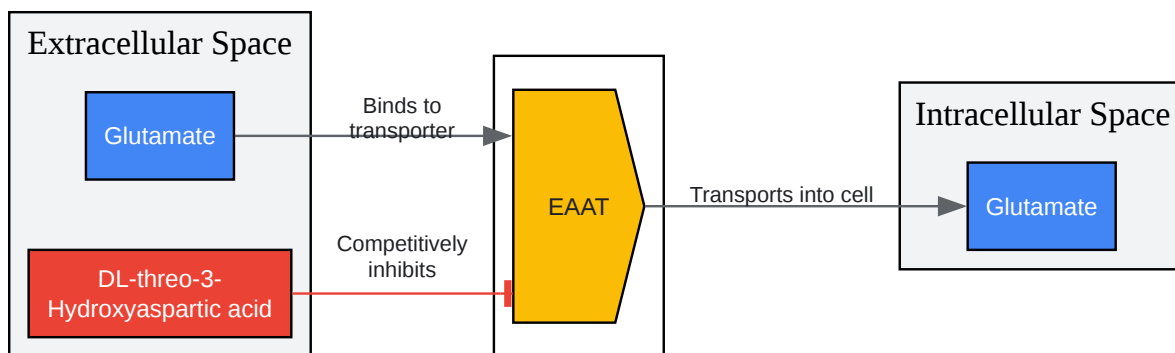 Extracellular Space
Glutamate
DL-threo-3-
Hydroxyaspartic acid
Binds to
transporter
Competitively
inhibits
EAAT
Transports into cell
Intracellular Space
Glutamate